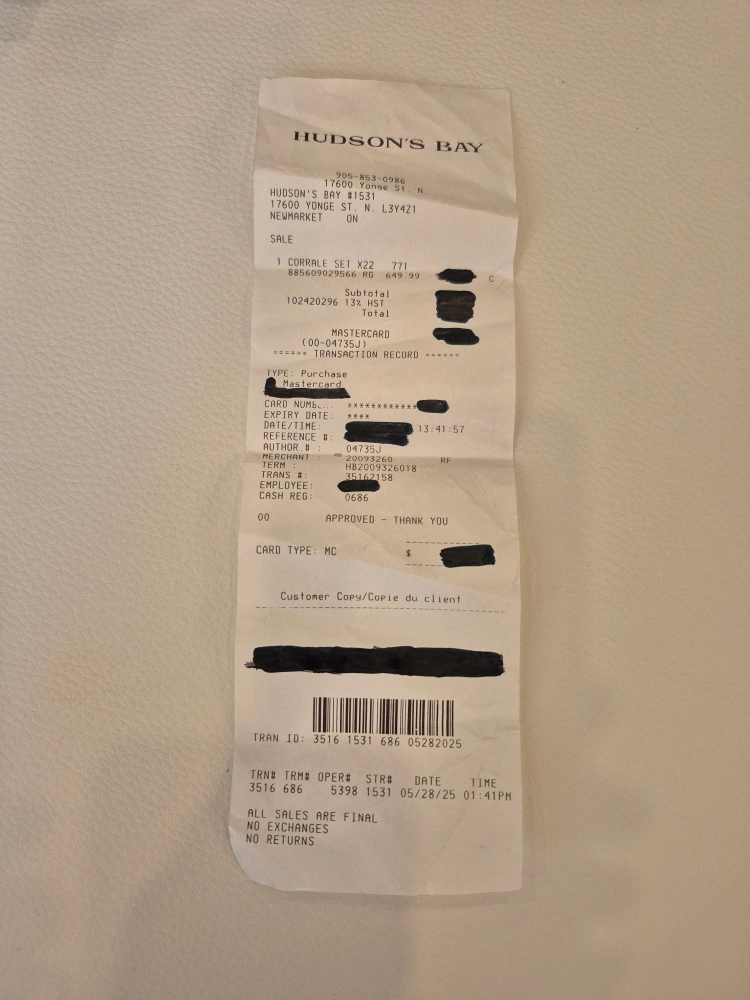 HUDSON'S BAY
905-853-0986
17600 Yonge St. N.
HUDSON'S BAY #1531
17600 YONGE ST. N. L3Y4Z1
NEWMARKET ON
SALE
1 CORRALE SET X22 771
885609029566 RG 649.99 C
Subtotal
102420296 13% HST
Total
MASTERCARD
(00-04735J)
====== TRANSACTION RECORD ======
TYPE: Purchase
Mastercard
CARD NUMB...: ************
EXPIRY DATE: ****
DATE/TIME: 13:41:57
REFERENCE #:
AUTHOR.# : 04735J
MERCHANT : 20093260 RF
TERM : HB2009326018
TRANS #: 35162158
EMPLOYEE:
CASH REG: 0686
00 APPROVED - THANK YOU
CARD TYPE: MC $
Customer Copy/Copie du client
TRAN ID: 3516 1531 686 05282025
TRN# TRM# OPER# STR# DATE TIME
3516 686 5398 1531 05/28/25 01:41PM
ALL SALES ARE FINAL
NO EXCHANGES
NO RETURNS